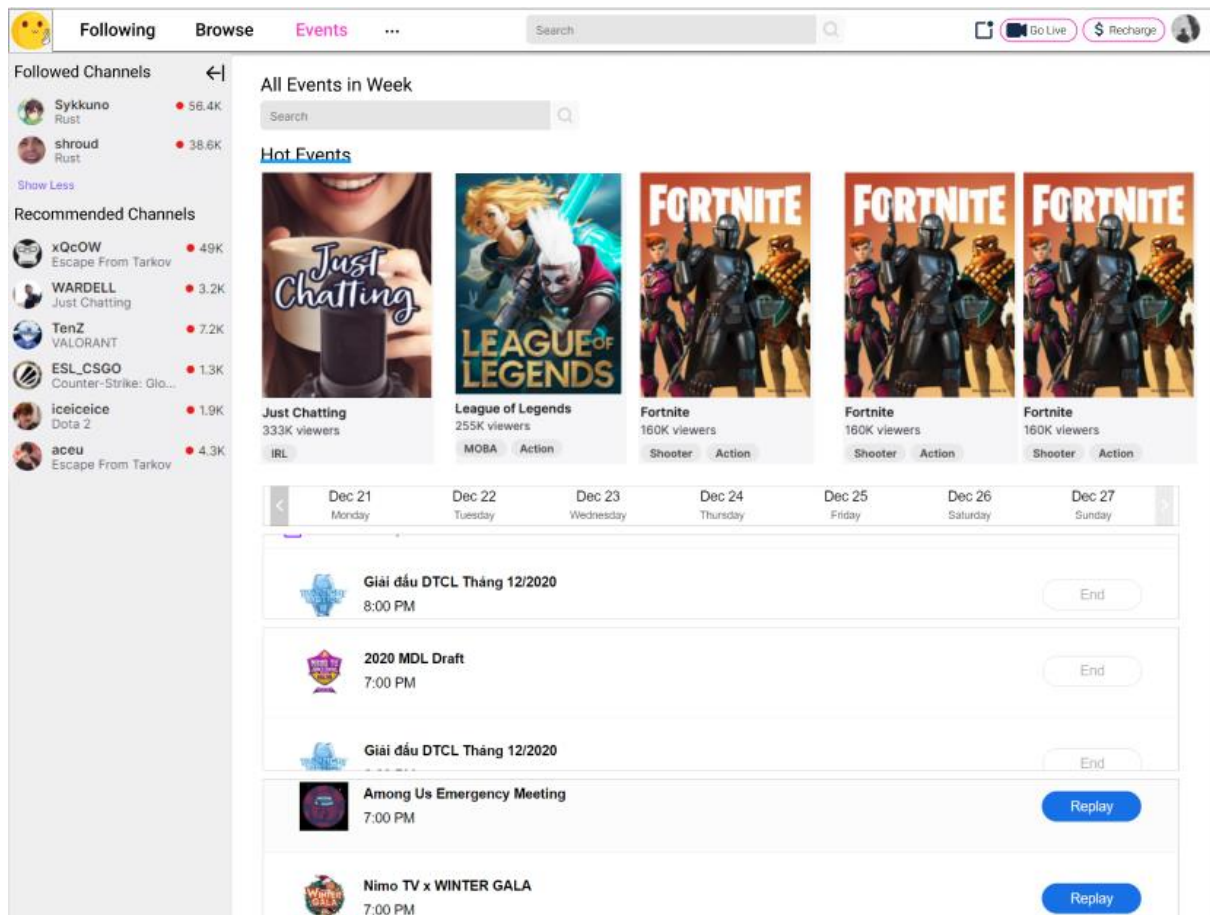 Following Browse Events ...
Search
Go Live
$ Recharge
Followed Channels
Sykkuno 56.4K
Rust
shroud 38.6K
Rust
Show Less
Recommended Channels
xQcOW 49K
Escape From Tarkov
WARDELL 3.2K
Just Chatting
TenZ 7.2K
VALORANT
ESL_CSGO 1.3K
Counter-Strike: Glo...
iceiceice 1.9K
Dota 2
aceu 4.3K
Escape From Tarkov
All Events in Week
Search
Hot Events
Just
Chatting
Just Chatting
333K viewers
IRL
LEAGUE OF
LEGENDS
League of Legends
255K viewers
MOBA Action
FORTNITE
Fortnite
160K viewers
Shooter Action
FORTNITE
Fortnite
160K viewers
Shooter Action
FORTNITE
Fortnite
160K viewers
Shooter Action
Dec 21 Dec 22 Dec 23 Dec 24 Dec 25 Dec 26 Dec 27
Monday Tuesday Wednesday Thursday Friday Saturday Sunday
Giải đấu DTCL Tháng 12/2020
8:00 PM
End
2020 MDL Draft
7:00 PM
End
Giải đấu DTCL Tháng 12/2020
End
Among Us Emergency Meeting
7:00 PM
Replay
WINTER
GALA
Nimo TV x WINTER GALA
7:00 PM
Replay